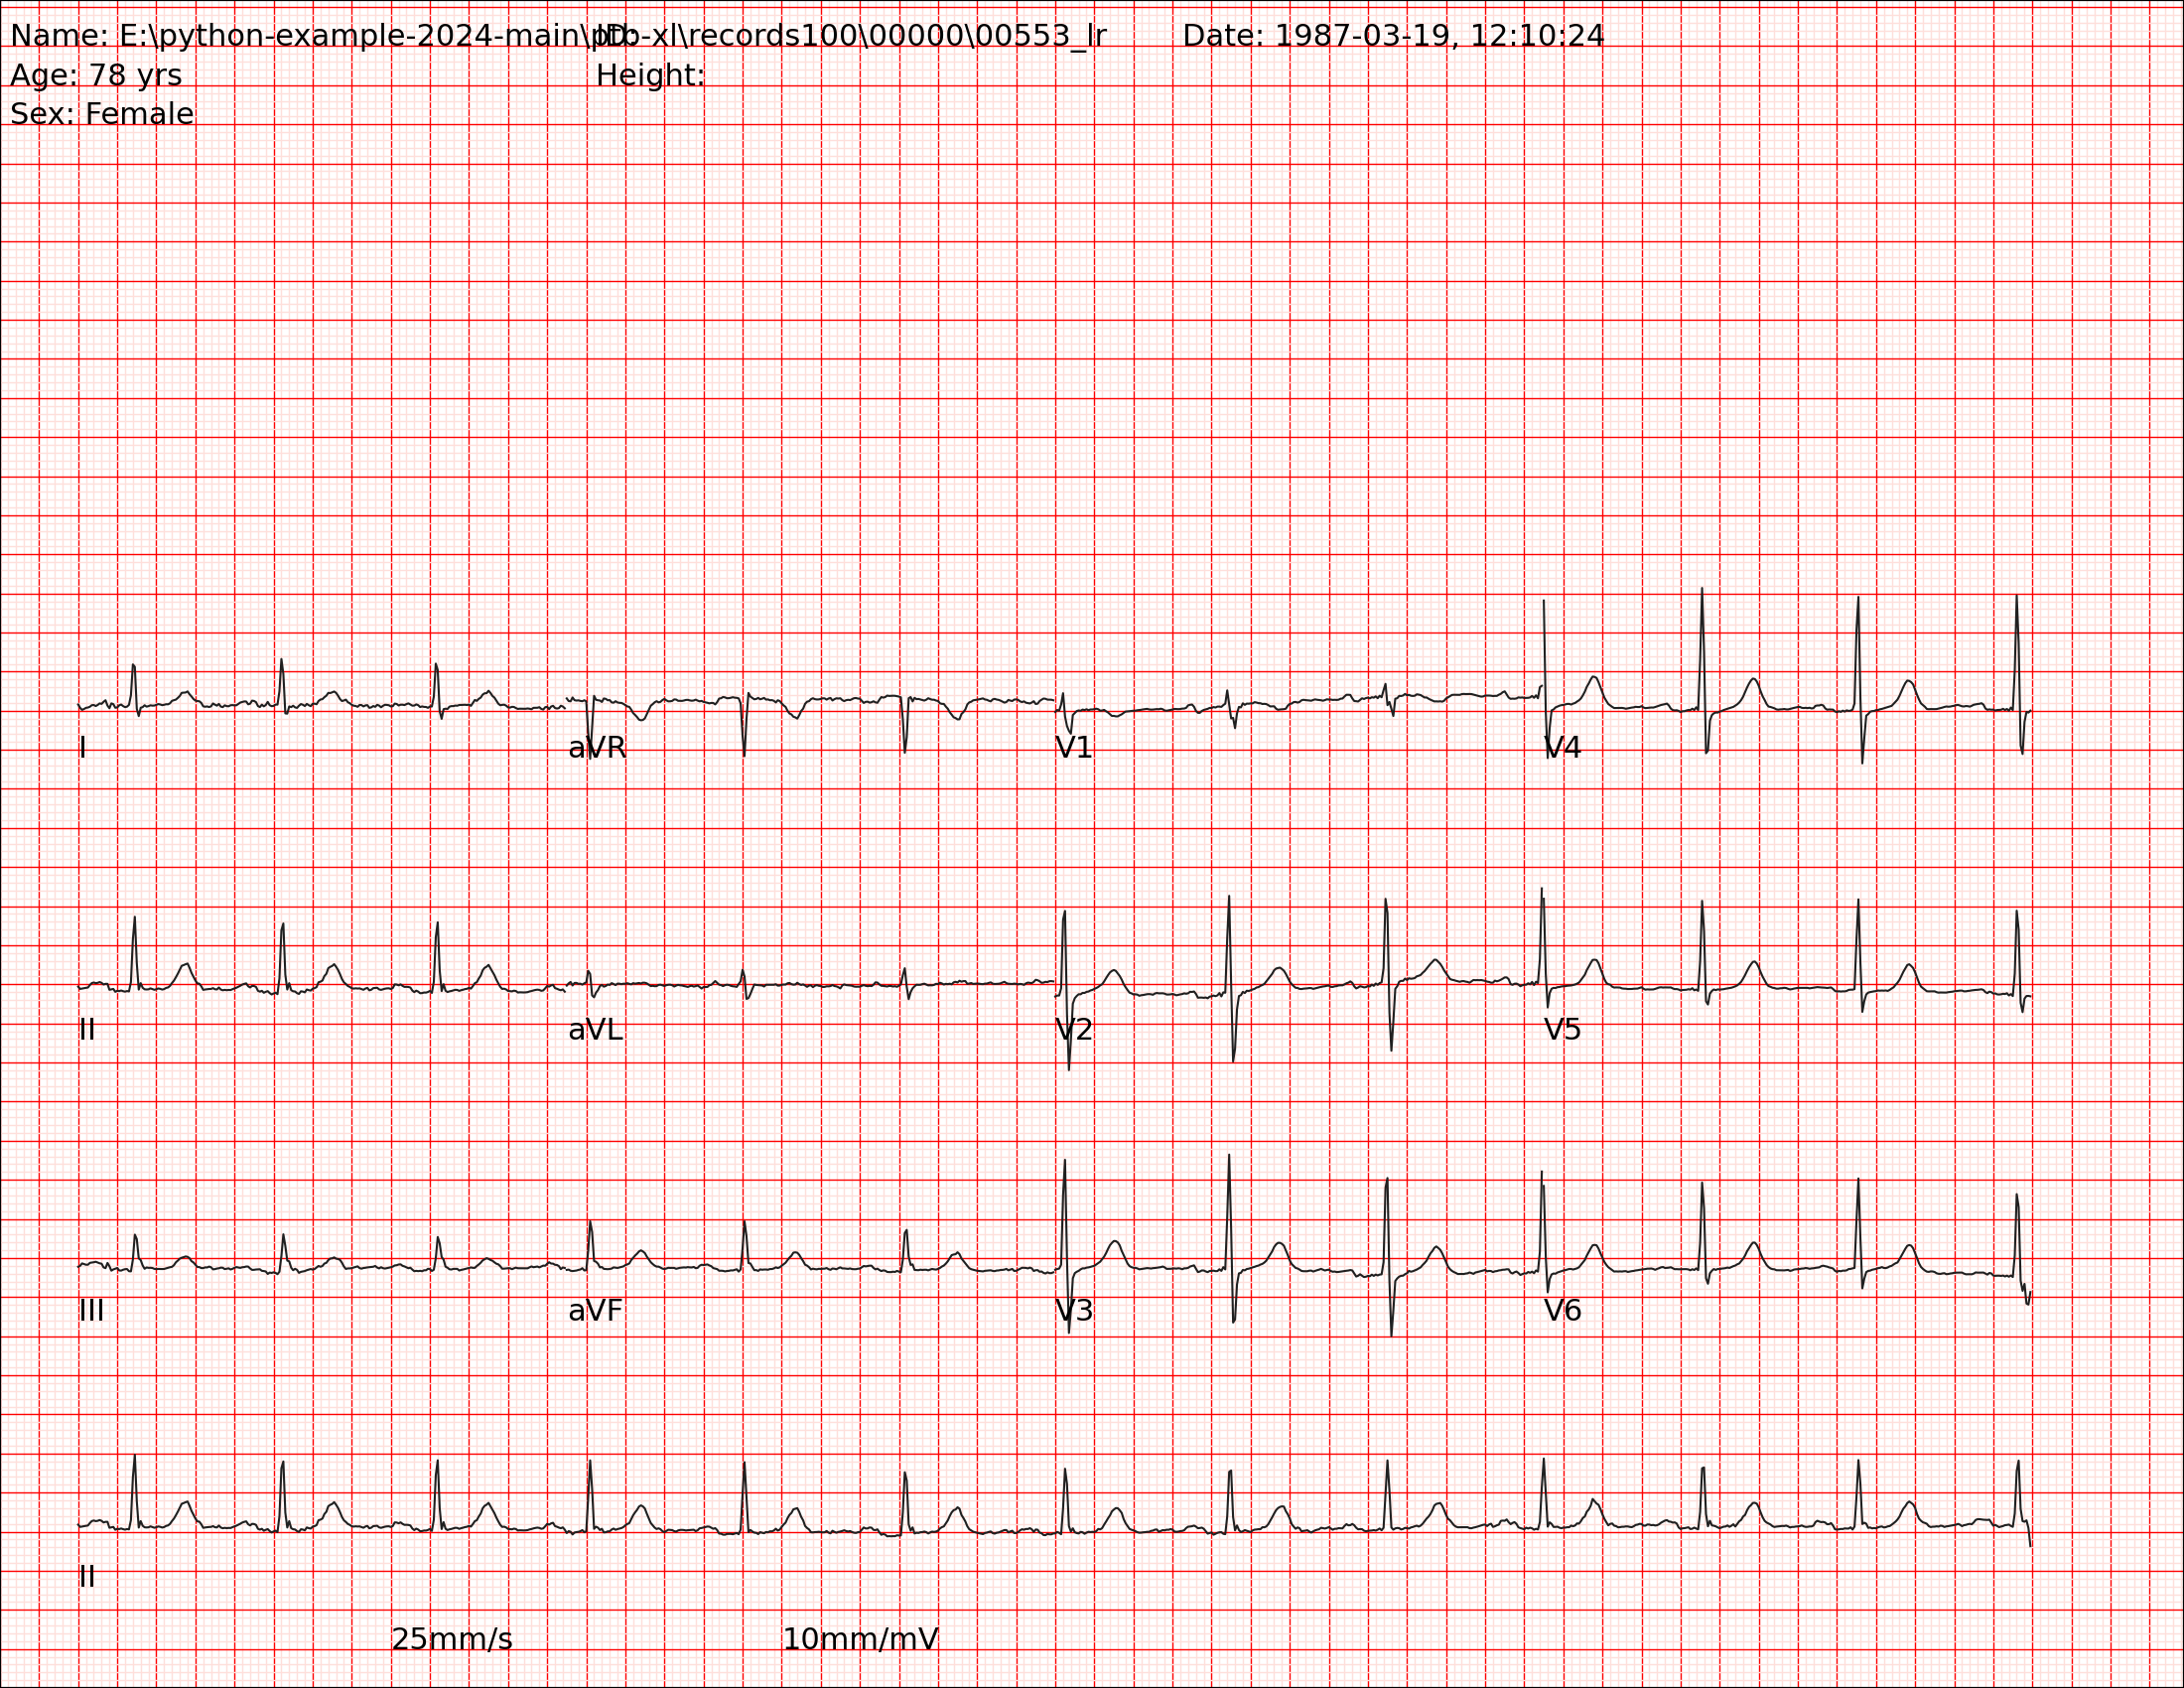 Name: E:\python-example-2024-main\ptb-xl\records100\00000\00553_lr ID: Date: 1987-03-19, 12:10:24
Age: 78 yrs Height:
Sex: Female
I aVR V1 V4
II aVL V2 V5
III aVF V3 V6
II
25mm/s 10mm/mV